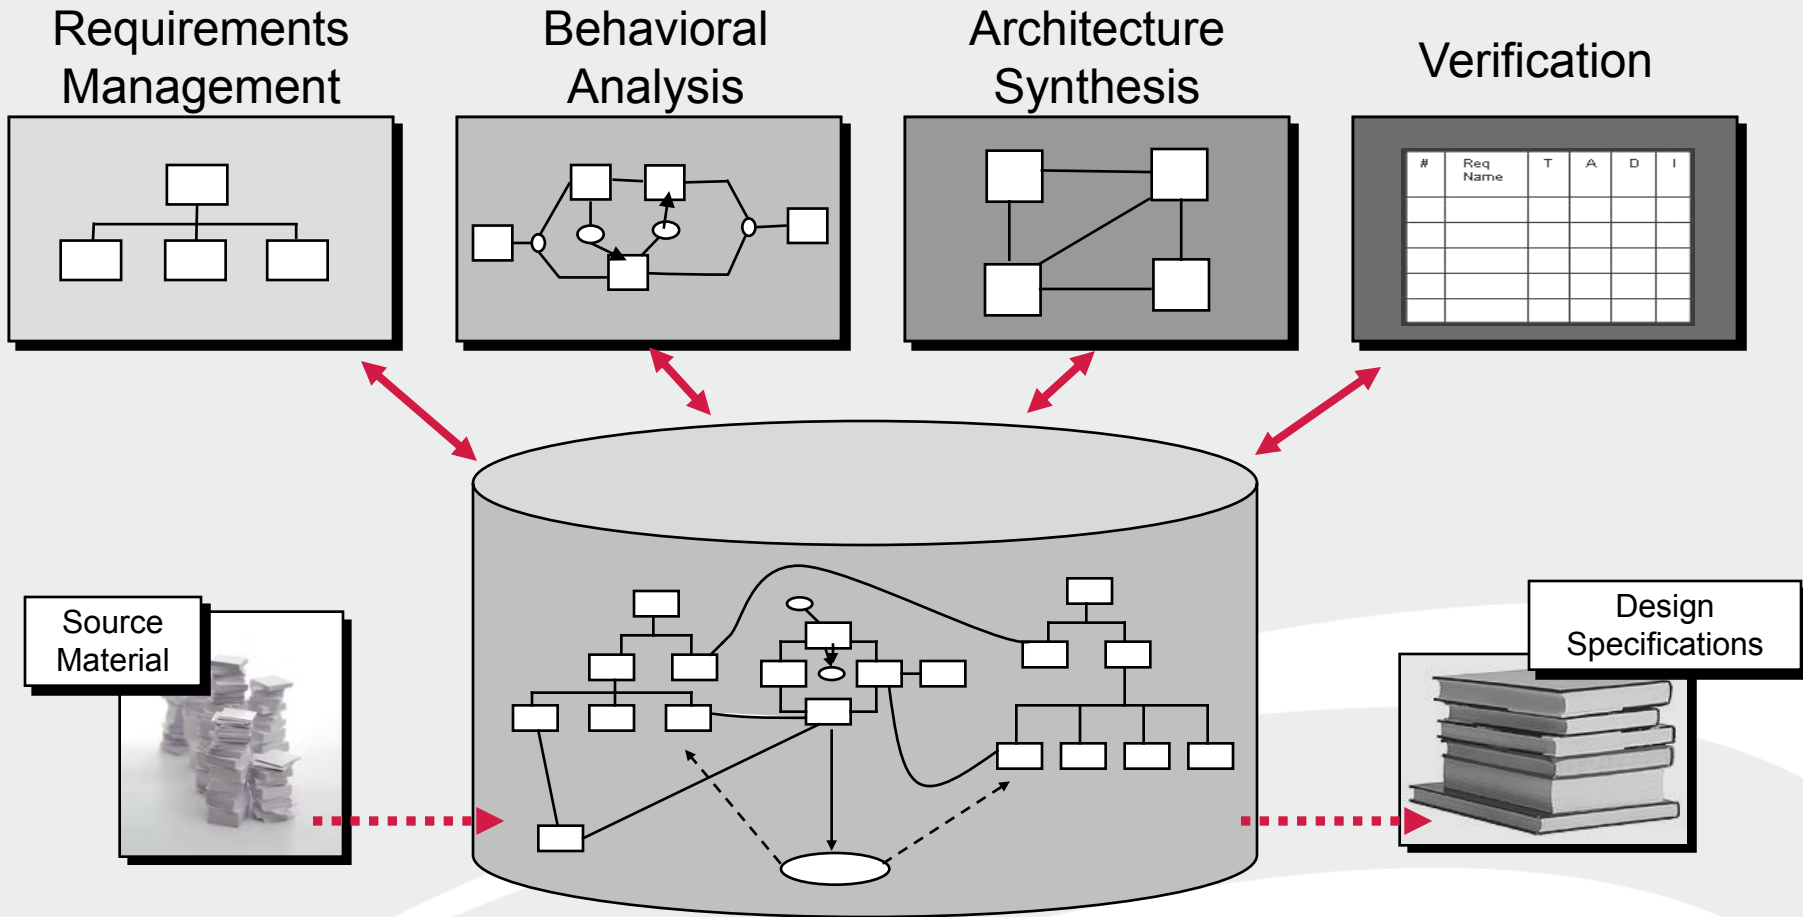 Requirements
Management
Behavioral
Analysis
Architecture
Synthesis
Verification
# Req Name T A D I
Source
Material
Design
Specifications